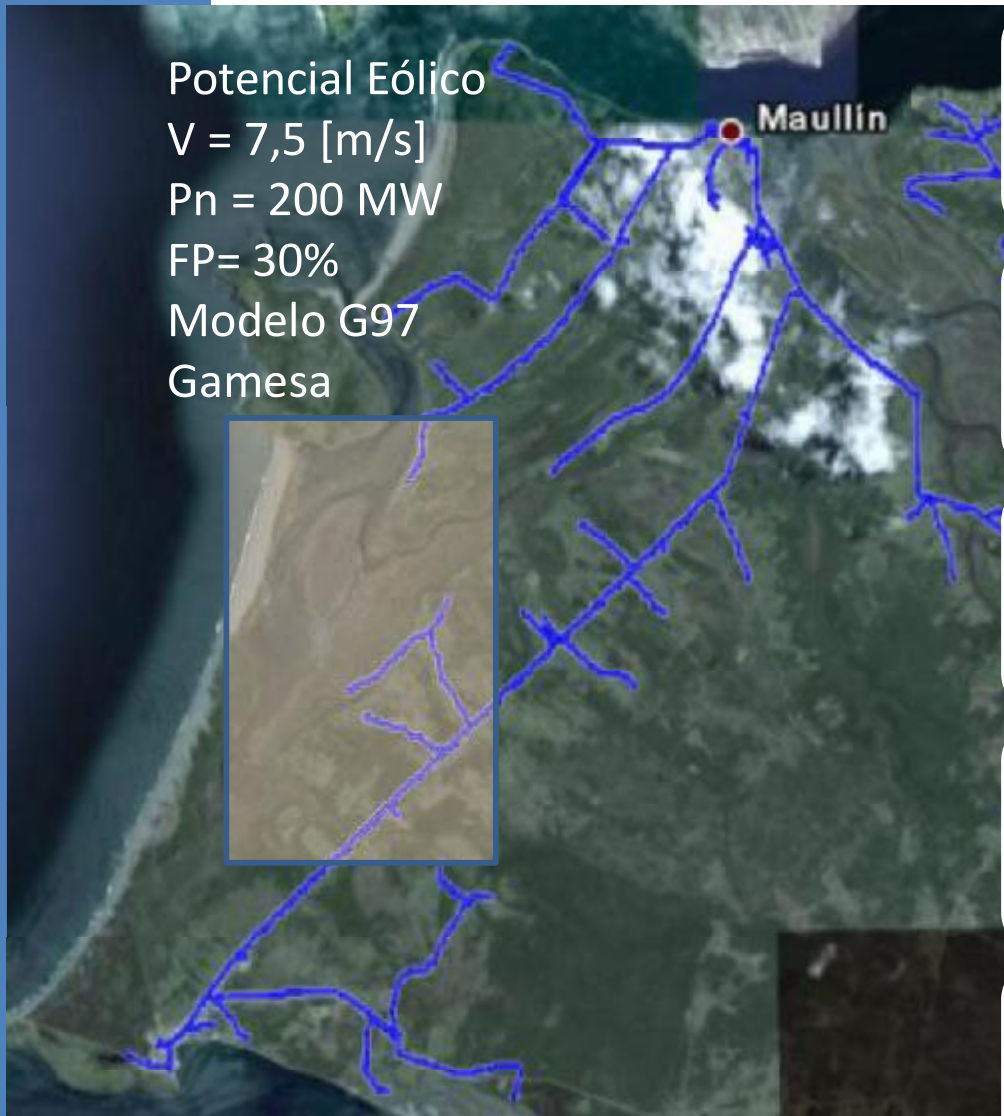 Potencial Eólico
V = 7,5 [m/s]
Pn = 200 MW
FP= 30%
Modelo G97
Gamesa
Maullín